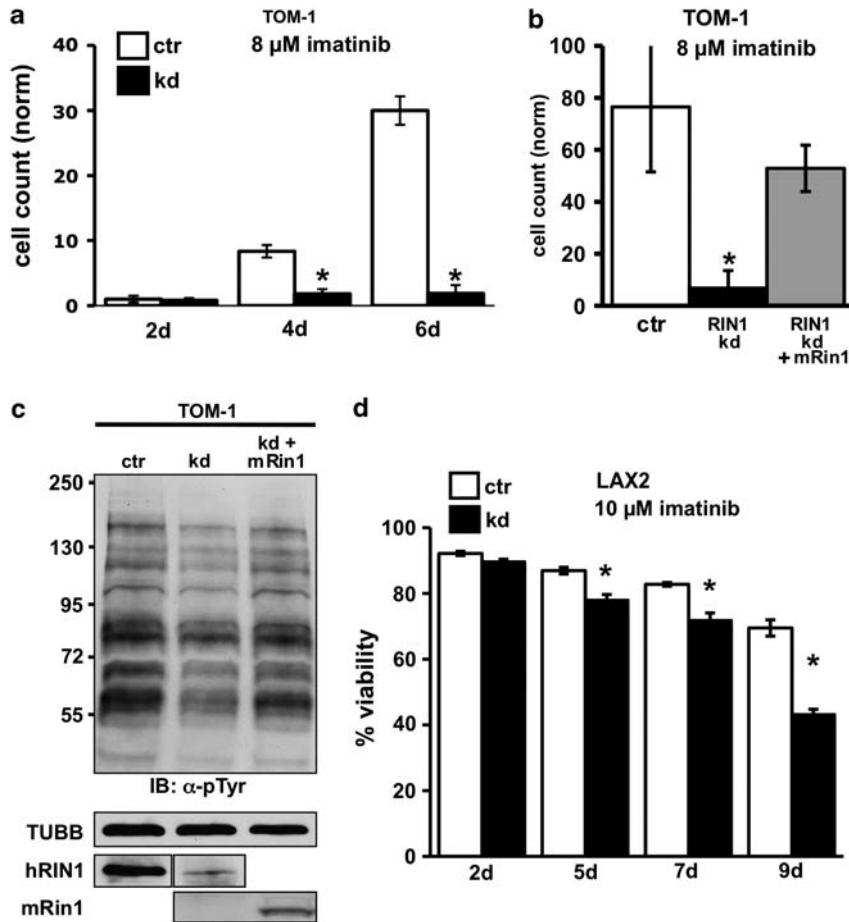 a
TOM-1
8 µM imatinib
ctr
kd
cell count (norm)
40
30
20
10
0
*
*
2d
4d
6d
b
TOM-1
8 µM imatinib
cell count (norm)
100
80
60
40
20
0
*
ctr
RIN1
kd
RIN1
kd
+ mRin1
c
TOM-1
ctr
kd
kd +
mRin1
250
130
95
72
55
IB: α-pTyr
TUBB
hRIN1
mRin1
d
ctr
kd
LAX2
10 µM imatinib
% viability
100
80
60
40
20
0
*
*
*
2d
5d
7d
9d